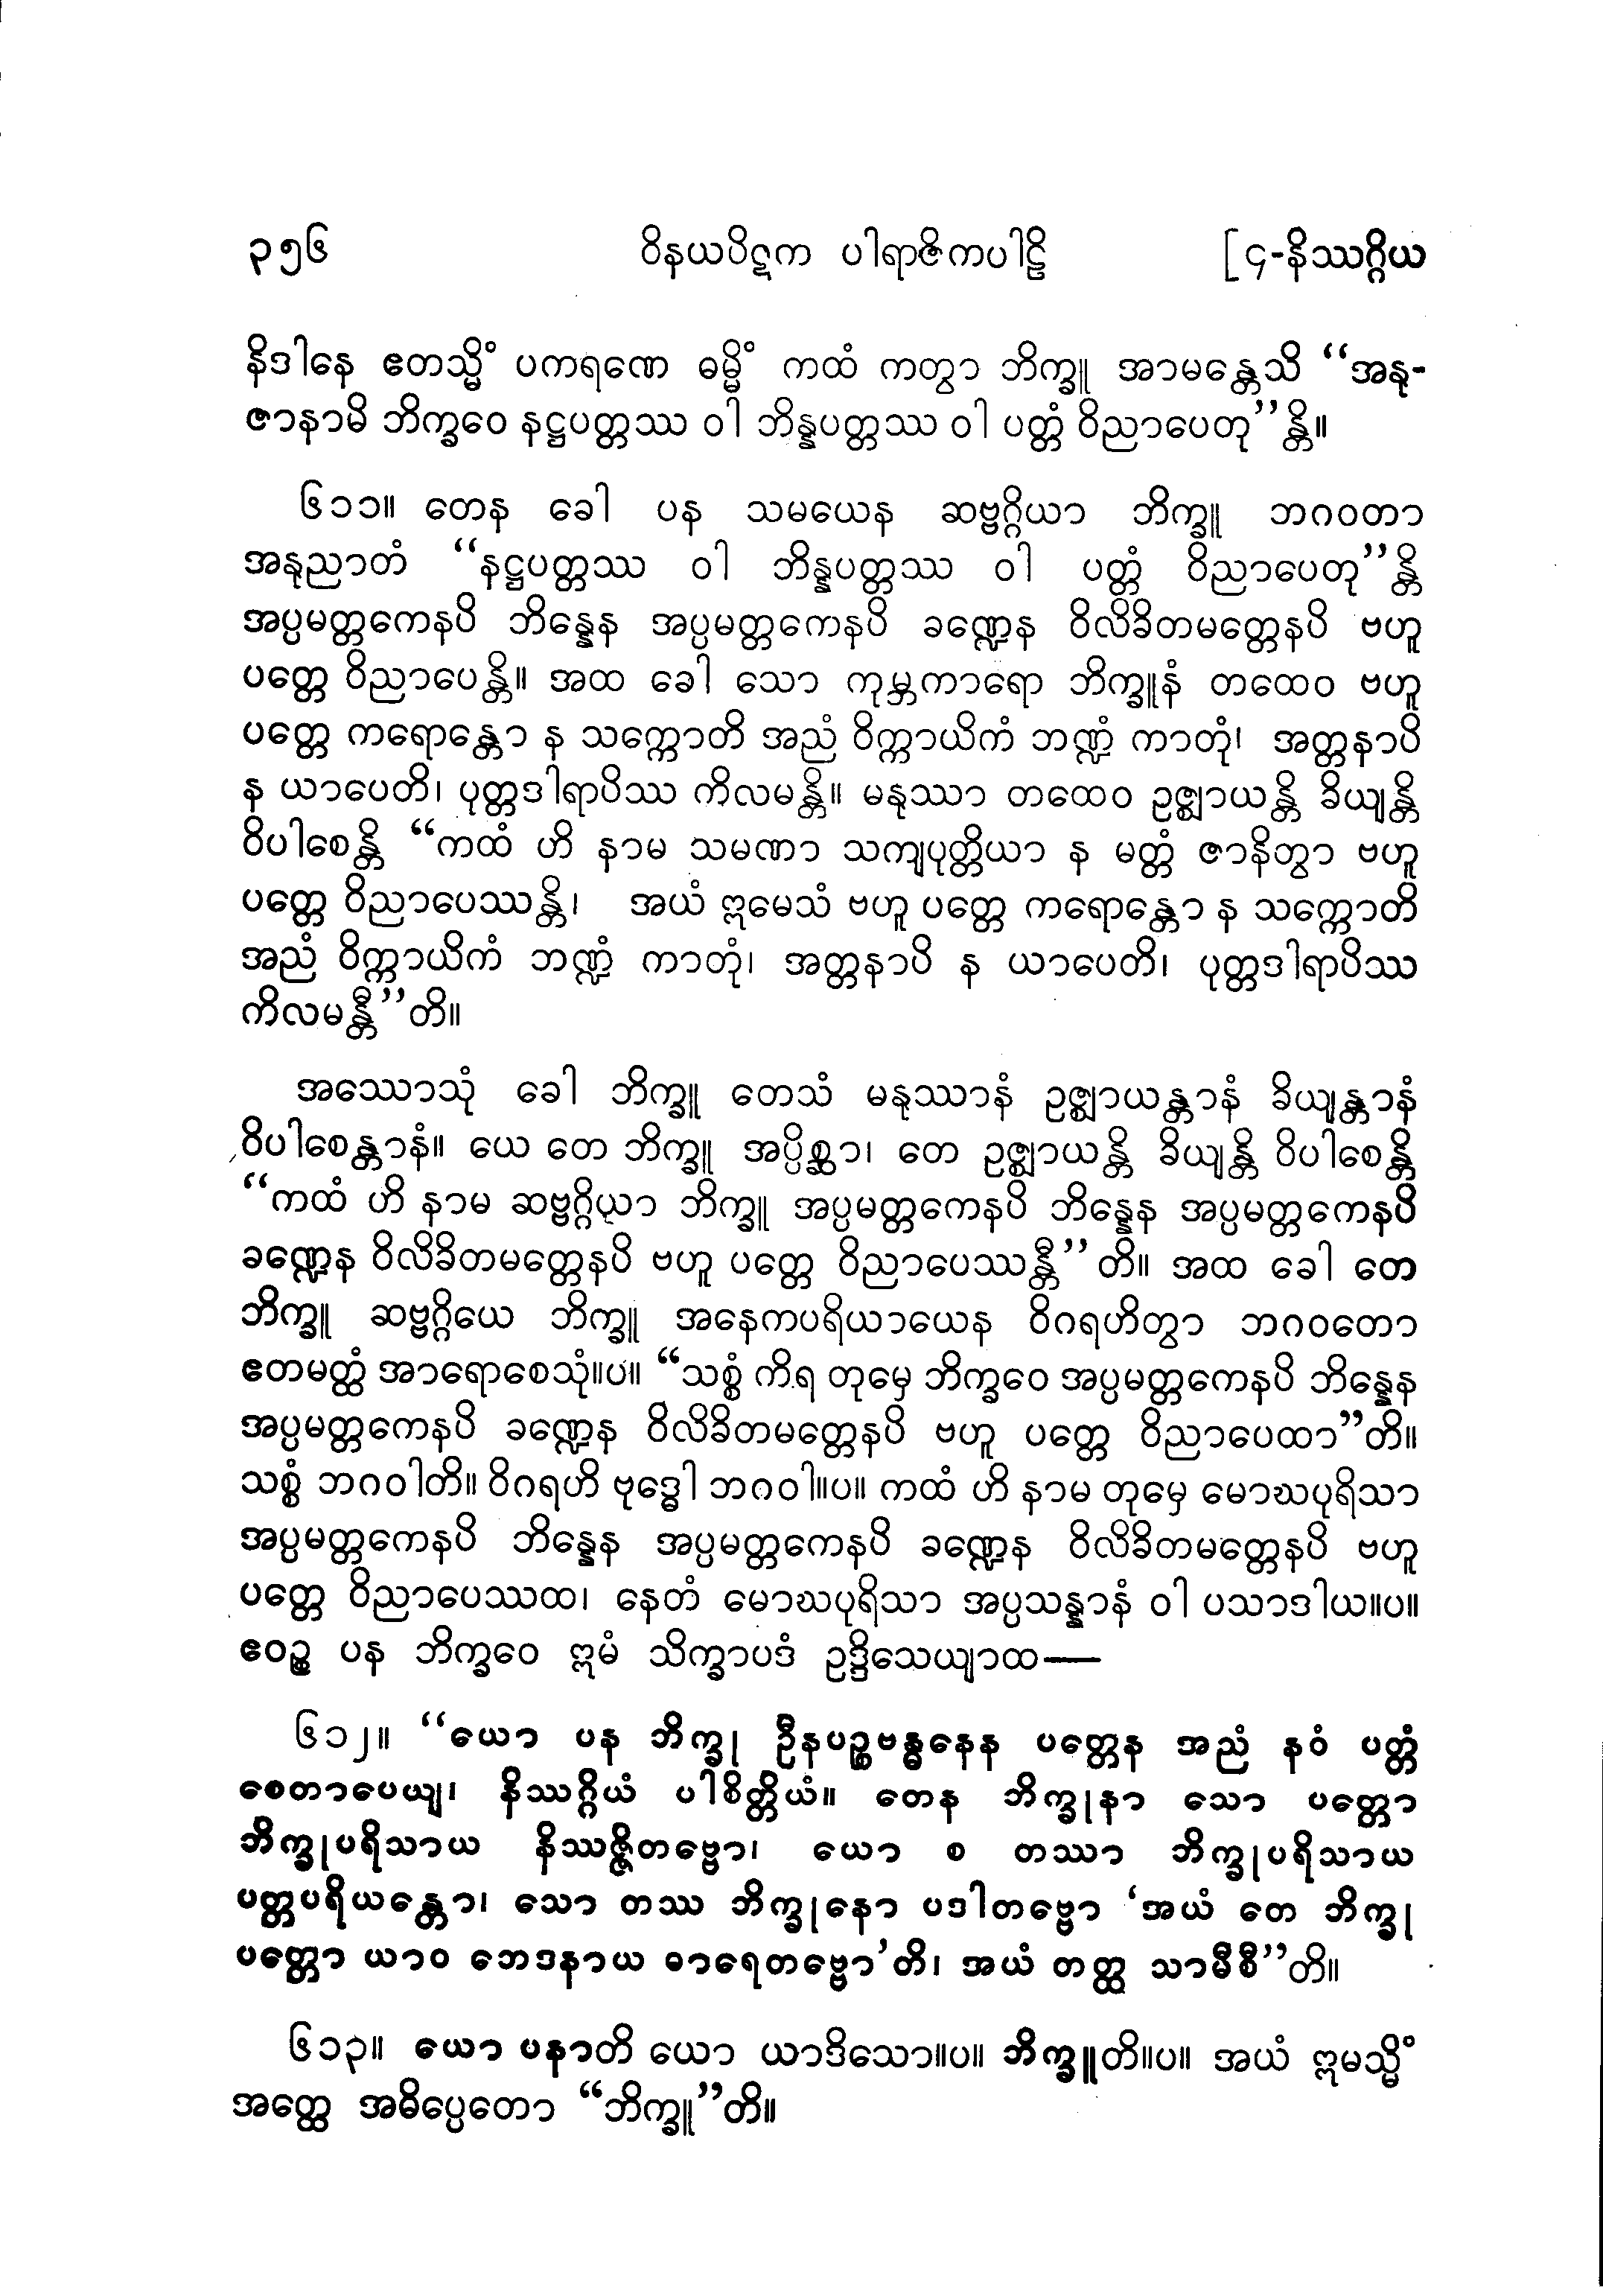 ၃၅၆ ဝိနယပိဋက ပါရာဇိကပါဠိ [၄-နိဿဂ္ဂိယ
နိဒါနေ ဧတသ္မိံ ပကရဏေ ဓမ္မိံ ကထံ ကတွာ ဘိက္ခူ အာမန္တေသိ “အနု-
ဇာနာမိ ဘိက္ခဝေ နဋ္ဌပတ္တဿ ဝါ ဘိန္နပတ္တဿ ဝါ ပတ္တံ ဝိညာပေတု”န္တိ။
၆၁၁။ တေန ခေါ ပန သမယေန ဆဗ္ဗဂ္ဂိယာ ဘိက္ခူ ဘဂဝတာ
အနုညာတံ “နဋ္ဌပတ္တဿ ဝါ ဘိန္နပတ္တဿ ဝါ ပတ္တံ ဝိညာပေတု”န္တိ
အပ္ပမတ္တကေနပိ ဘိန္နေန အပ္ပမတ္တကေနပိ ခဏ္ဍေန ဝိလိခိတမတ္တေနပိ ဗဟူ
ပတ္တေ ဝိညာပေန္တိ။ အထ ခေါ သော ကုမ္ဘကာရော ဘိက္ခူနံ တထေဝ ဗဟူ
ပတ္တေ ကရောန္တော န သက္ကောတိ အညံ ဝိက္ကာယိကံ ဘဏ္ဍံ ကာတုံ၊ အတ္တနာပိ
န ယာပေတိ၊ ပုတ္တဒါရာပိဿ ကိလမန္တိ။ မနုဿာ တထေဝ ဥဇ္ဈာယန္တိ ခိယျန္တိ
ဝိပါစေန္တိ “ကထံ ဟိ နာမ သမဏာ သကျပုတ္တိယာ န မတ္တံ ဇာနိတွာ ဗဟူ
ပတ္တေ ဝိညာပေဿန္တိ၊ အယံ ဣမေသံ ဗဟူ ပတ္တေ ကရောန္တော န သက္ကောတိ
အညံ ဝိက္ကာယိကံ ဘဏ္ဍံ ကာတုံ၊ အတ္တနာပိ န ယာပေတိ၊ ပုတ္တဒါရာပိဿ
ကိလမန္တီ”တိ။
အဿောသုံ ခေါ ဘိက္ခူ တေသံ မနုဿာနံ ဥဇ္ဈာယန္တာနံ ခိယျန္တာနံ
ဝိပါစေန္တာနံ။ ယေ တေ ဘိက္ခူ အပ္ပိစ္ဆာ၊ တေ ဥဇ္ဈာယန္တိ ခိယျန္တိ ဝိပါစေန္တိ
“ကထံ ဟိ နာမ ဆဗ္ဗဂ္ဂိယာ ဘိက္ခူ အပ္ပမတ္တကေနပိ ဘိန္နေန အပ္ပမတ္တကေနပိ
ခဏ္ဍေန ဝိလိခိတမတ္တေနပိ ဗဟူ ပတ္တေ ဝိညာပေဿန္တီ”တိ။ အထ ခေါ တေ
ဘိက္ခူ ဆဗ္ဗဂ္ဂိယေ ဘိက္ခူ အနေကပရိယာယေန ဝိဂရဟိတွာ ဘဂဝတော
ဧတမတ္ထံ အာရောစေသုံ။ပ။ “သစ္စံ ကိရ တုမှေ ဘိက္ခဝေ အပ္ပမတ္တကေနပိ ဘိန္နေန
အပ္ပမတ္တကေနပိ ခဏ္ဍေန ဝိလိခိတမတ္တေနပိ ဗဟူ ပတ္တေ ဝိညာပေထာ”တိ။
သစ္စံ ဘဂဝါတိ။ ဝိဂရဟိ ဗုဒ္ဓေါ ဘဂဝါ။ပ။ ကထံ ဟိ နာမ တုမှေ မောဃပုရိသာ
အပ္ပမတ္တကေနပိ ဘိန္နေန အပ္ပမတ္တကေနပိ ခဏ္ဍေန ဝိလိခိတမတ္တေနပိ ဗဟူ
ပတ္တေ ဝိညာပေဿထ၊ နေတံ မောဃပုရိသာ အပ္ပသန္နာနံ ဝါ ပသာဒါယ။ပ။
ဧဝဉ္စ ပန ဘိက္ခဝေ ဣမံ သိက္ခာပဒံ ဥဒ္ဒိသေယျာထ—
၆၁၂။ “ယော ပန ဘိက္ခု ဦနပဉ္စဗန္ဓနေန ပတ္တေန အညံ နဝံ ပတ္တံ
စေတာပေယျ၊ နိဿဂ္ဂိယံ ပါစိတ္တိယံ။ တေန ဘိက္ခုနာ သော ပတ္တော
ဘိက္ခုပရိသာယ နိဿဇ္ဇိတဗ္ဗော၊ ယော စ တဿာ ဘိက္ခုပရိသာယ
ပတ္တပရိယန္တော၊ သော တဿ ဘိက္ခုနော ပဒါတဗ္ဗော ‘အယံ တေ ဘိက္ခု
ပတ္တော ယာဝ ဘေဒနာယ ဓာရေတဗ္ဗော’တိ၊ အယံ တတ္ထ သာမီစီ”တိ။
၆၁၃။ ယော ပနာတိ ယော ယာဒိသော။ပ။ ဘိက္ခူတိ။ပ။ အယံ ဣမသ္မိံ
အတ္ထေ အဓိပ္ပေတော “ဘိက္ခူ”တိ။